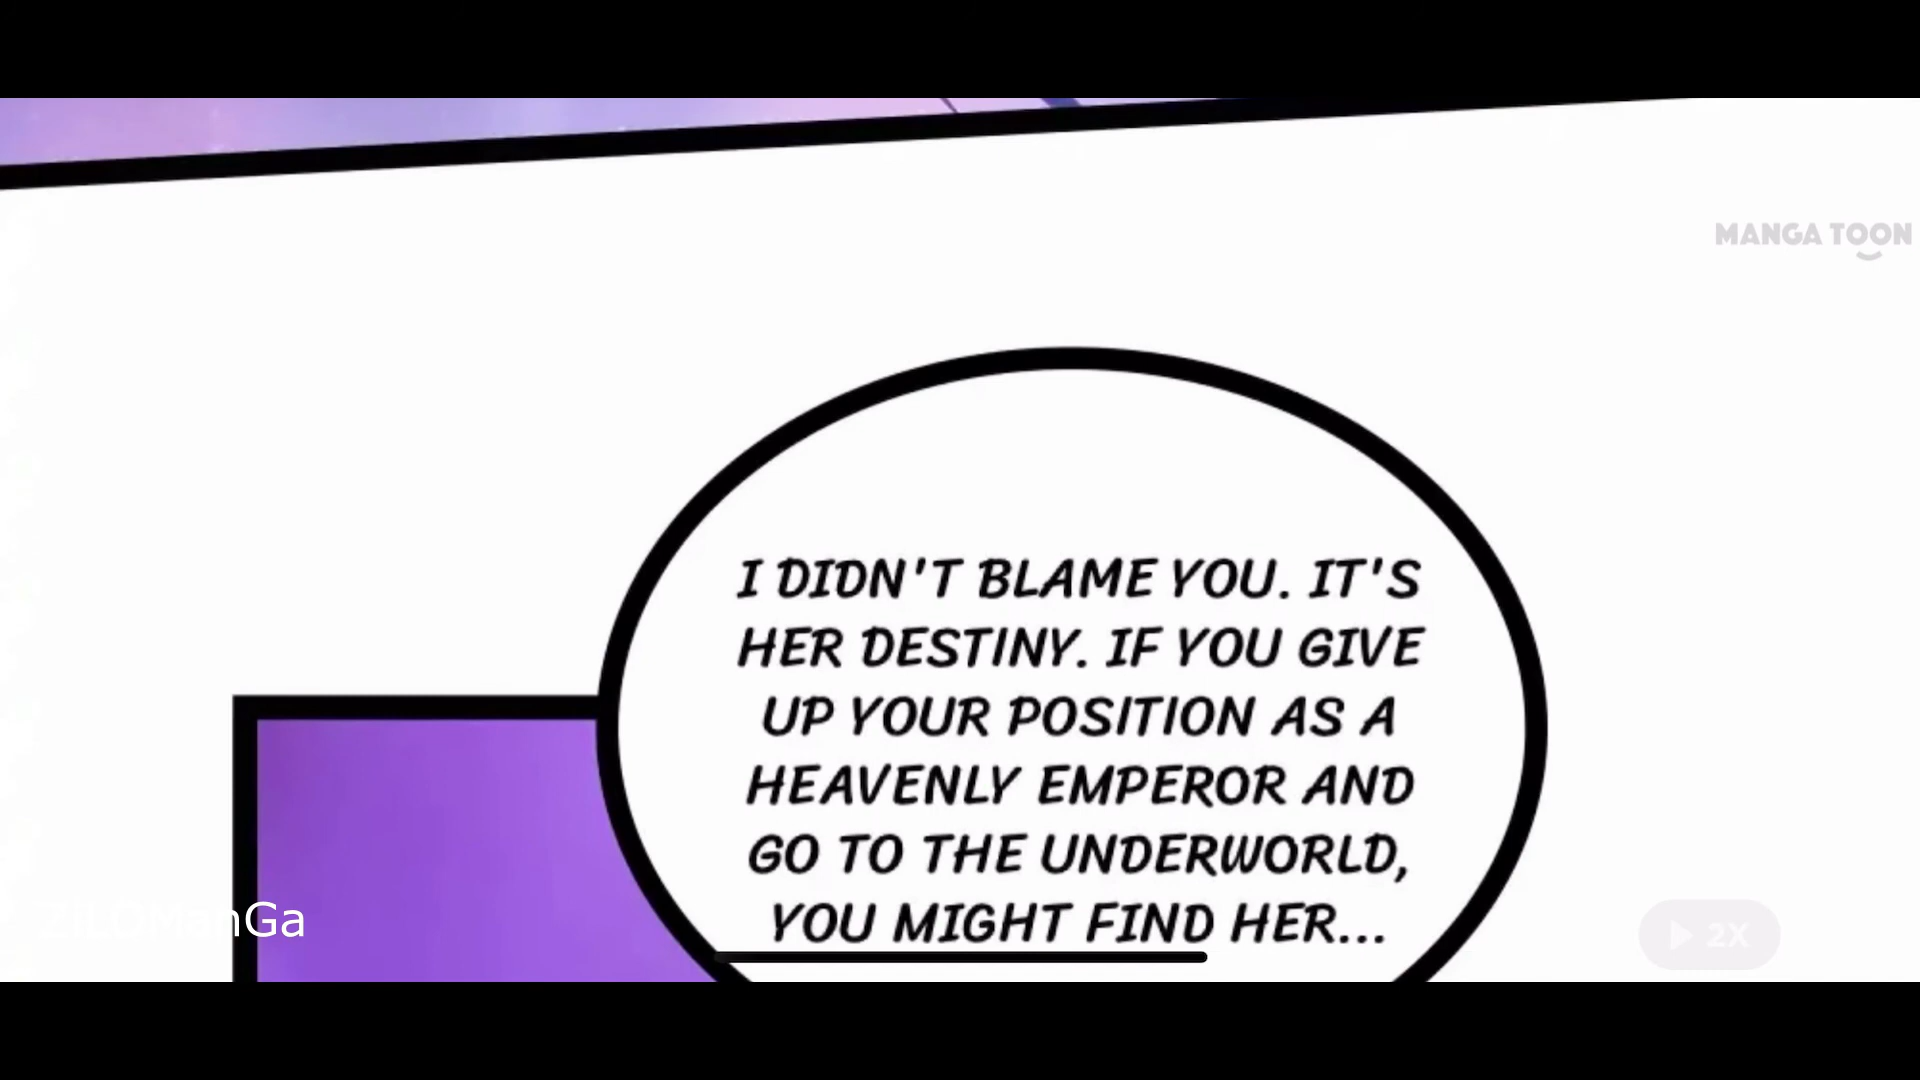 MANGA TOON
I DIDN'T BLAME YOU. IT'S
HER DESTINY. IF YOU GIVE
UP YOUR POSITION AS A
HEAVENLY EMPEROR AND
GO TO THE UNDERWORLD,
YOU MIGHT FIND HER...
ZILOManGa
2X